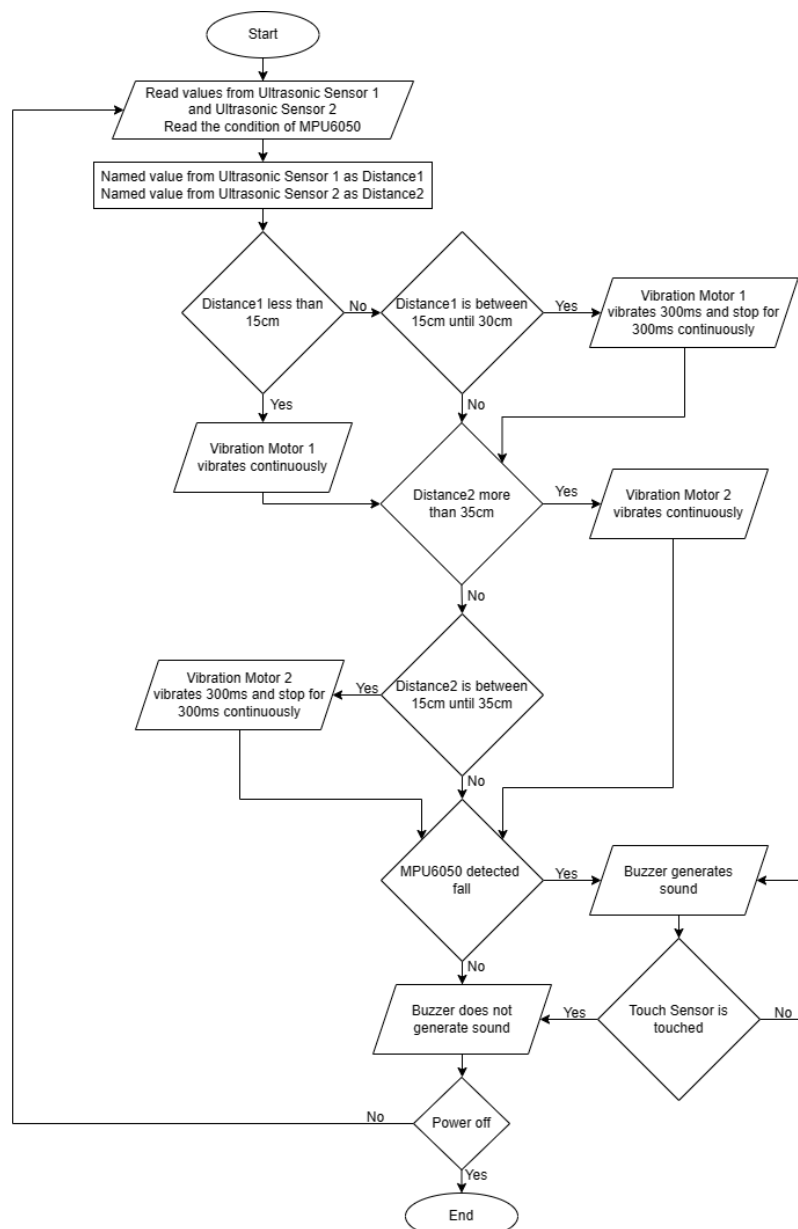 Start
Read values from Ultrasonic Sensor 1
and Ultrasonic Sensor 2
Read the condition of MPU6050
Named value from Ultrasonic Sensor 1 as Distance1
Named value from Ultrasonic Sensor 2 as Distance2
Distance1 less than
15cm
No
Distance1 is between
15cm until 30cm
Yes
Vibration Motor 1
vibrates 300ms and stop for
300ms continuously
Yes
No
Vibration Motor 1
vibrates continuously
Distance2 more
than 35cm
Yes
Vibration Motor 2
vibrates continuously
No
Vibration Motor 2
vibrates 300ms and stop for
300ms continuously
Yes
Distance2 is between
15cm until 35cm
No
MPU6050 detected
fall
Yes
Buzzer generates
sound
No
Buzzer does not
generate sound
Yes
Touch Sensor is
touched
No
No
Power off
Yes
End